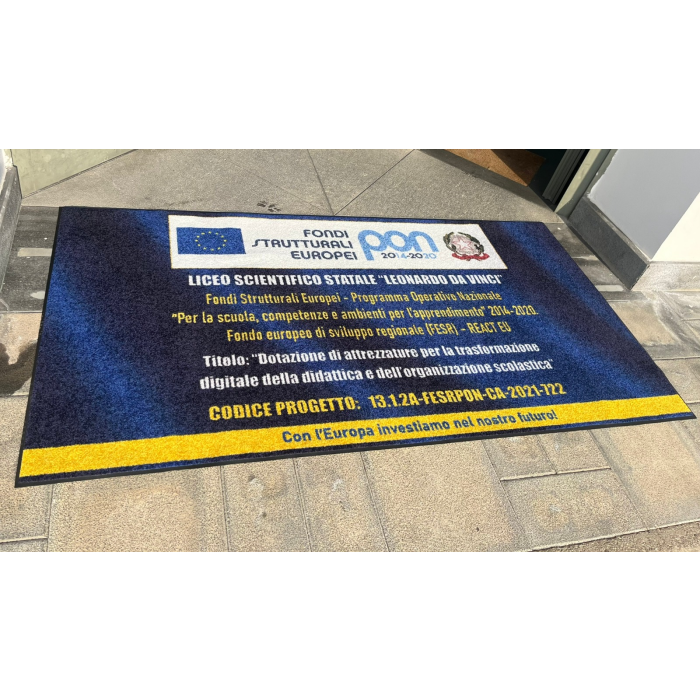 FONDI
STRUTTURALI
EUROPEI
pon
2014-2020
LICEO SCIENTIFICO STATALE "LEONARDO DA VINCI"
Fondi Strutturali Europei - Programma Operativo Nazionale
"Per la scuola, competenze e ambienti per l'apprendimento" 2014-2020.
Fondo europeo di sviluppo regionale (FESR) - REACT EU
Titolo: "Dotazione di attrezzature per la trasformazione
digitale della didattica e dell'organizzazione scolastica"
CODICE PROGETTO: 13.1.2A-FESRPON-CA-2021-722
Con l'Europa investiamo nel nostro futuro!